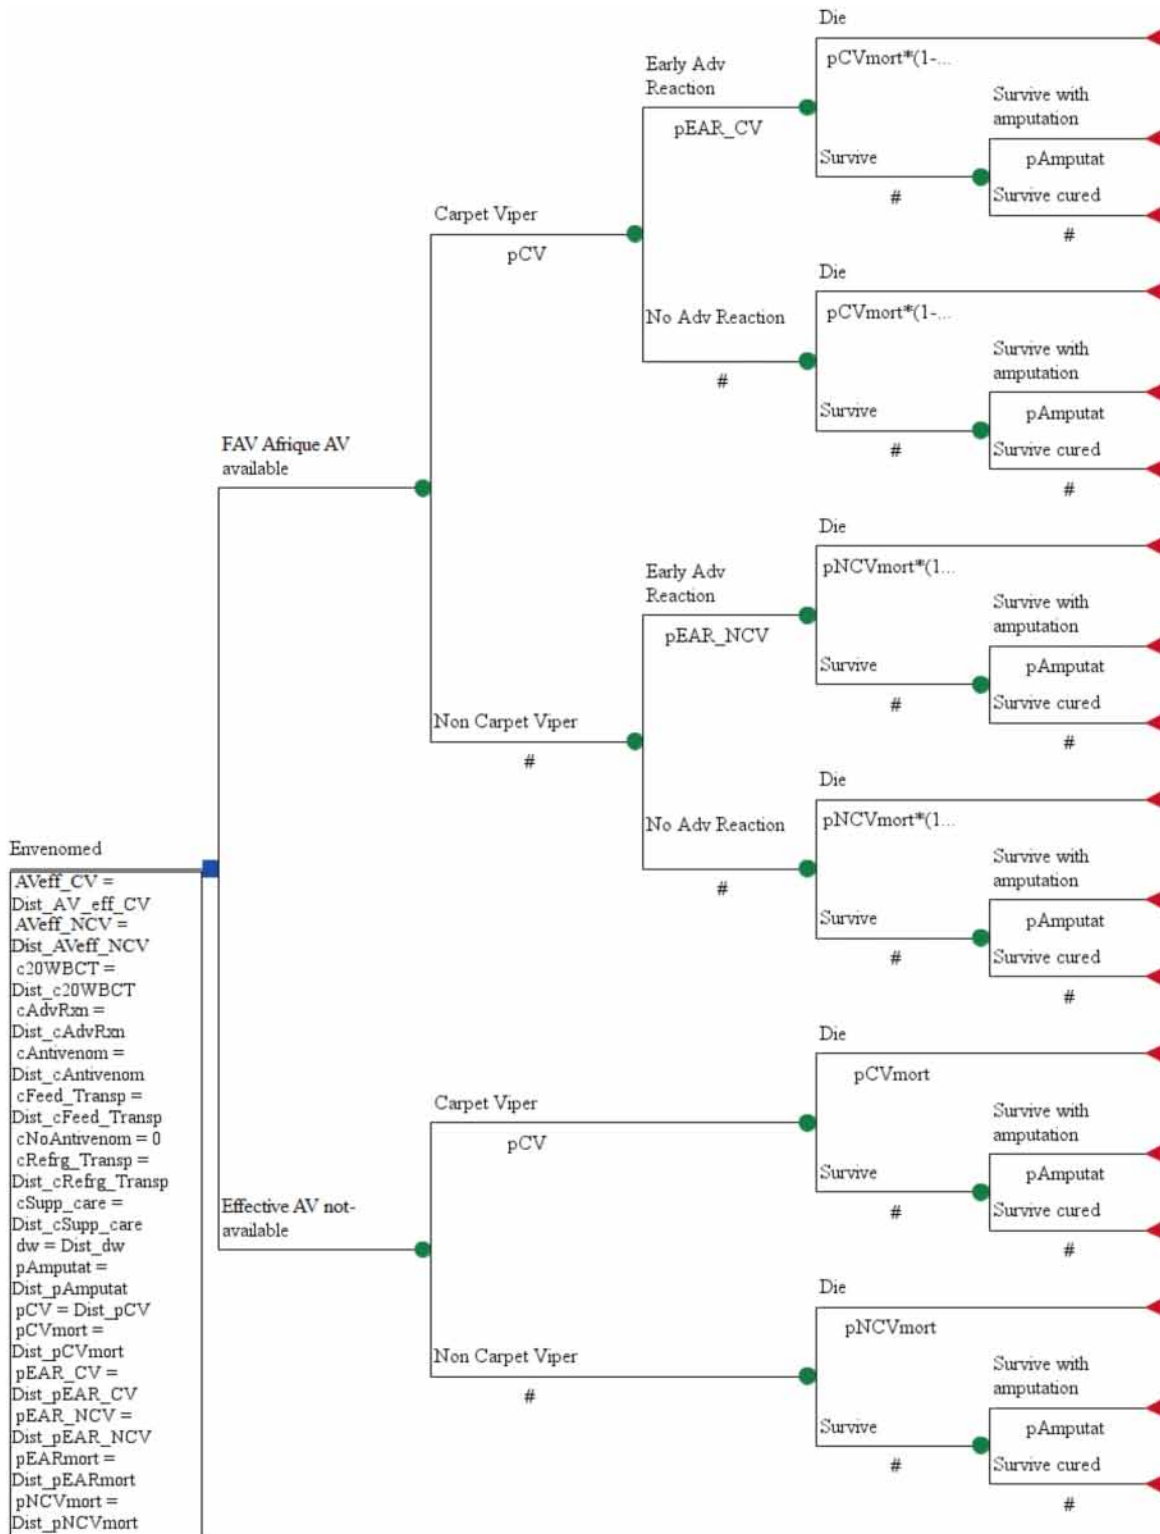 Die
pCVmort*(1-...
Early Adv
Reaction
pEAR_CV
Survive with
amputation
pAmputat
Survive
#
Survive cured
#
Carpet Viper
pCV
Die
pCVmort*(1-...
No Adv Reaction
#
Survive with
amputation
pAmputat
Survive
#
Survive cured
#
FAV Afrique AV
available
Die
pNCVmort*(1...
Early Adv
Reaction
pEAR_NCV
Survive with
amputation
pAmputat
Survive
#
Survive cured
#
Non Carpet Viper
#
Die
pNCVmort*(1...
No Adv Reaction
#
Survive with
amputation
pAmputat
Survive
#
Survive cured
#
Envenomed
AVeff_CV =
Dist_AV_eff_CV
AVeff_NCV =
Dist_AVeff_NCV
c20WBCT =
Dist_c20WBCT
cAdvRxn =
Dist_cAdvRxn
cAntivenom =
Dist_cAntivenom
cFeed_Transp =
Dist_cFeed_Transp
cNoAntivenom = 0
cRefrg_Transp =
Dist_cRefrg_Transp
cSupp_care =
Dist_cSupp_care
dw = Dist_dw
pAmputat =
Dist_pAmputat
pCV = Dist_pCV
pCVmort =
Dist_pCVmort
pEAR_CV =
Dist_pEAR_CV
pEAR_NCV =
Dist_pEAR_NCV
pEARmort =
Dist_pEARmort
pNCVmort =
Dist_pNCVmort
Effective AV not-
available
Carpet Viper
pCV
Die
pCVmort
Survive with
amputation
pAmputat
Survive
#
Survive cured
#
Non Carpet Viper
#
Die
pNCVmort
Survive with
amputation
pAmputat
Survive
#
Survive cured
#